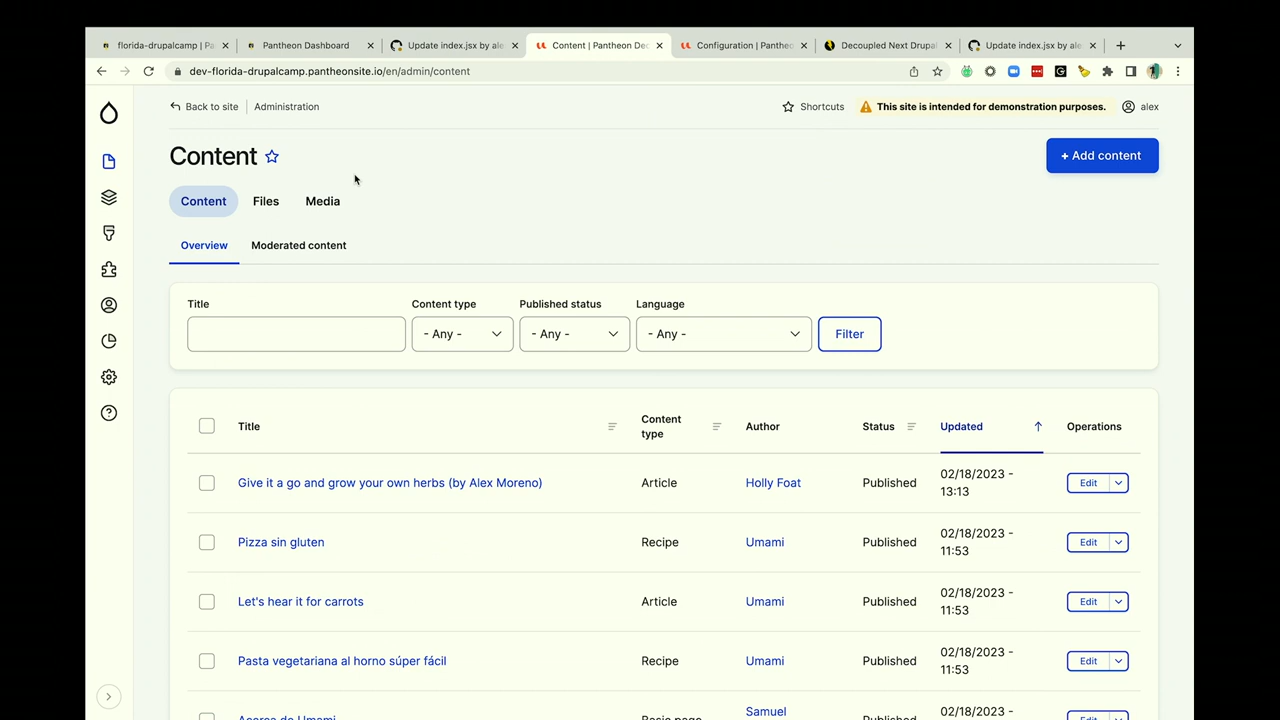 florida-drupalcamp | Pa
Pantheon Dashboard
Update index.jsx by ale
Content | Pantheon Dec
Configuration | Pantheo
Decoupled Next Drupal
Update index.jsx by ale
dev-florida-drupalcamp.pantheonsite.io/en/admin/content
Back to site
Administration
Shortcuts
This site is intended for demonstration purposes.
alex
Content
+ Add content
Content
Files
Media
Overview
Moderated content
Title
Content type
Published status
Language
- Any -
- Any -
- Any -
Filter
Title
Content type
Author
Status
Updated
Operations
Give it a go and grow your own herbs (by Alex Moreno)
Article
Holly Foat
Published
02/18/2023 - 13:13
Edit
Pizza sin gluten
Recipe
Umami
Published
02/18/2023 - 11:53
Edit
Let's hear it for carrots
Article
Umami
Published
02/18/2023 - 11:53
Edit
Pasta vegetariana al horno súper fácil
Recipe
Umami
Published
02/18/2023 - 11:53
Edit
Acerca de Umami
Basic page
Samuel
Published
02/18/2023 -